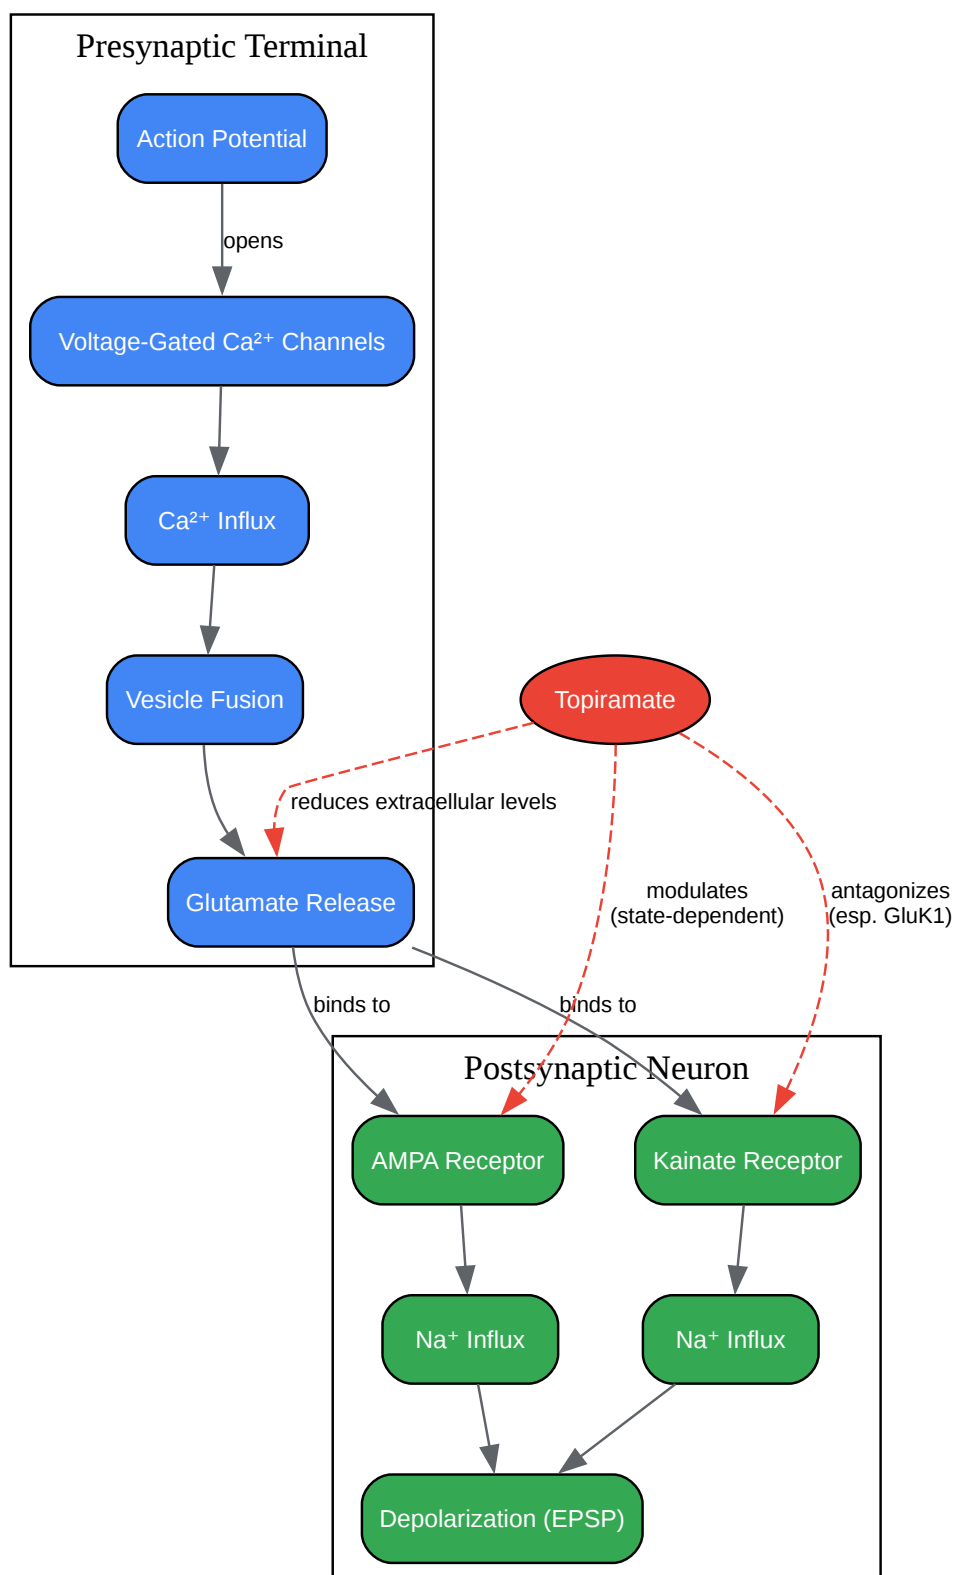 Presynaptic Terminal
Action Potential
opens
Voltage-Gated Ca²⁺ Channels
Ca²⁺ Influx
Vesicle Fusion
Topiramate
reduces extracellular levels
Glutamate Release
modulates
(state-dependent)
antagonizes
(esp. GluK1)
binds to
binds to
Postsynaptic Neuron
AMPA Receptor
Kainate Receptor
Na⁺ Influx
Na⁺ Influx
Depolarization (EPSP)